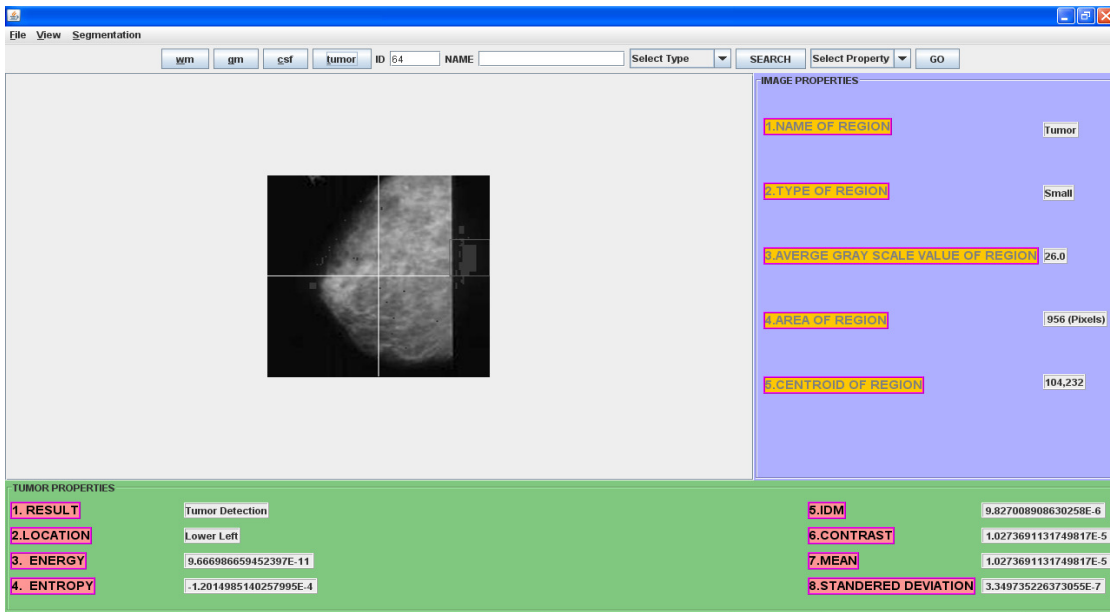 File View Segmentation
wm gm csf tumor ID 64 NAME Select Type SEARCH Select Property GO
IMAGE PROPERTIES
1.NAME OF REGION Tumor
2.TYPE OF REGION Small
3.AVERGE GRAY SCALE VALUE OF REGION 26.0
4.AREA OF REGION 956 (Pixels)
5.CENTROID OF REGION 104,232
TUMOR PROPERTIES
1. RESULT Tumor Detection 5.IDM 9.827008908630258E-6
2.LOCATION Lower Left 6.CONTRAST 1.0273691131749817E-5
3. ENERGY 9.666986659452397E-11 7.MEAN 1.0273691131749817E-5
4. ENTROPY -1.2014985140257995E-4 8.STANDERED DEVIATION 3.349735226373055E-7